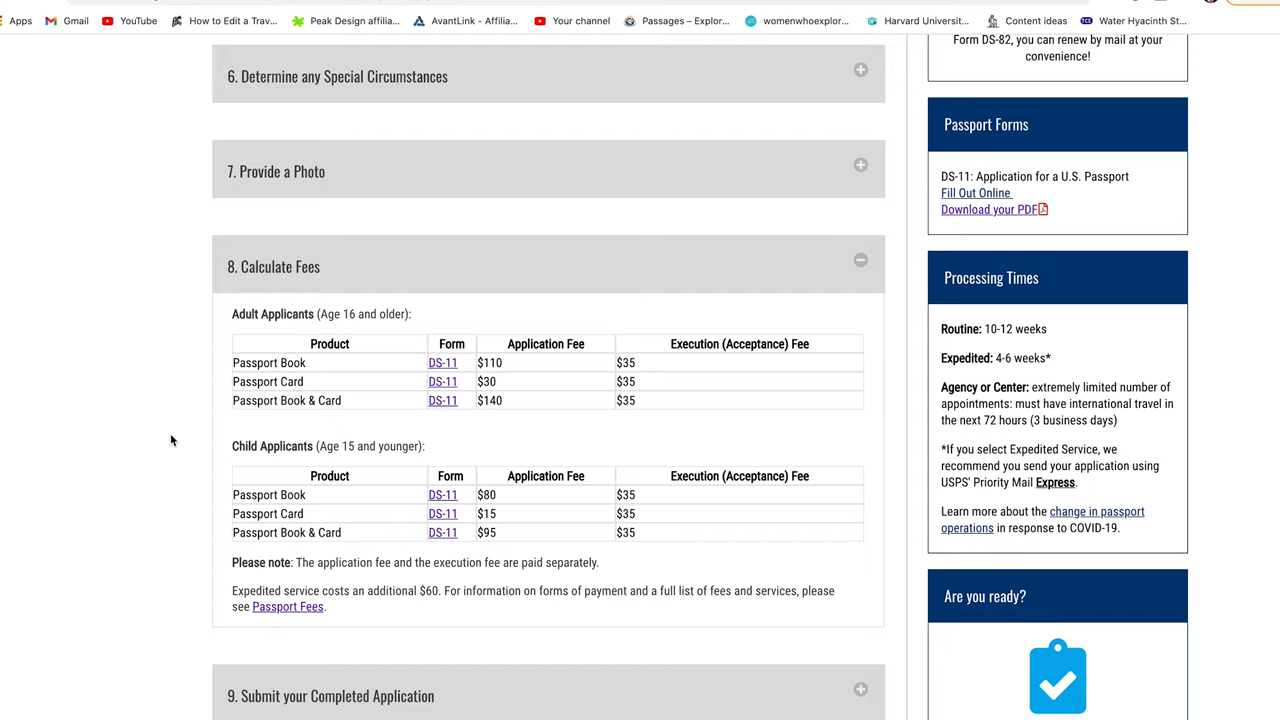 Apps Gmail YouTube How to Edit a Trav... Peak Design affilia... AvantLink - Affilia... Your channel Passages – Explor... womenwhoexplor... Harvard Universit... Content ideas Water Hyacinth St...
6. Determine any Special Circumstances
7. Provide a Photo
8. Calculate Fees
Adult Applicants (Age 16 and older):
Product Form Application Fee Execution (Acceptance) Fee
Passport Book DS-11 $110 $35
Passport Card DS-11 $30 $35
Passport Book & Card DS-11 $140 $35
Child Applicants (Age 15 and younger):
Product Form Application Fee Execution (Acceptance) Fee
Passport Book DS-11 $80 $35
Passport Card DS-11 $15 $35
Passport Book & Card DS-11 $95 $35
Please note: The application fee and the execution fee are paid separately.
Expedited service costs an additional $60. For information on forms of payment and a full list of fees and services, please
see Passport Fees.
9. Submit your Completed Application
Form DS-82, you can renew by mail at your
convenience!
Passport Forms
DS-11: Application for a U.S. Passport
Fill Out Online
Download your PDF
Processing Times
Routine: 10-12 weeks
Expedited: 4-6 weeks*
Agency or Center: extremely limited number of
appointments: must have international travel in
the next 72 hours (3 business days)
*If you select Expedited Service, we
recommend you send your application using
USPS' Priority Mail Express.
Learn more about the change in passport
operations in response to COVID-19.
Are you ready?